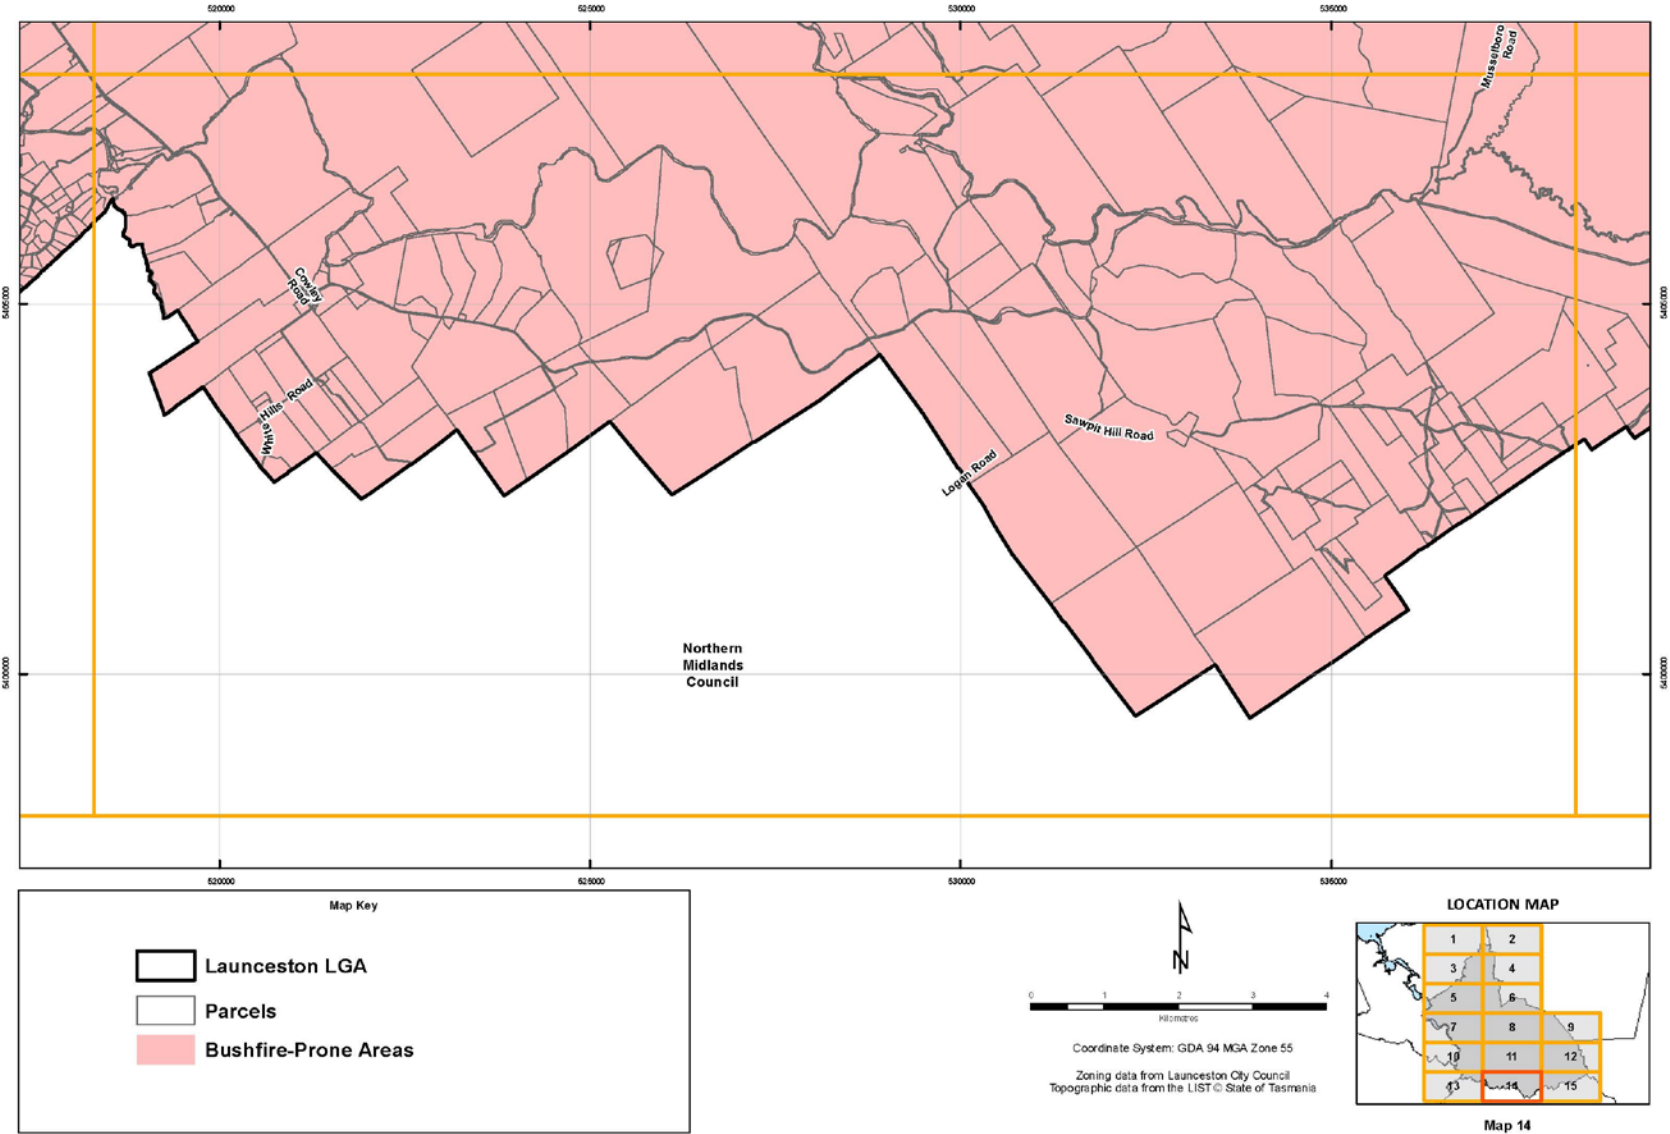 520000
525000
530000
535000
Musselboro
Road
5405000
5405000
Cowley
Road
White Hills Road
Sawpit Hill Road
Logan Road
Northern
Midlands
Council
5400000
5400000
520000
525000
530000
535000
Map Key
Launceston LGA
Parcels
Bushfire-Prone Areas
N
0 1 2 3 4
Kilometres
Coordinate System: GDA 94 MGA Zone 55
Zoning data from Launceston City Council
Topographic data from the LIST © State of Tasmania
LOCATION MAP
1 2
3 4
5 6
7 8 9
10 11 12
13 14 15
Map 14